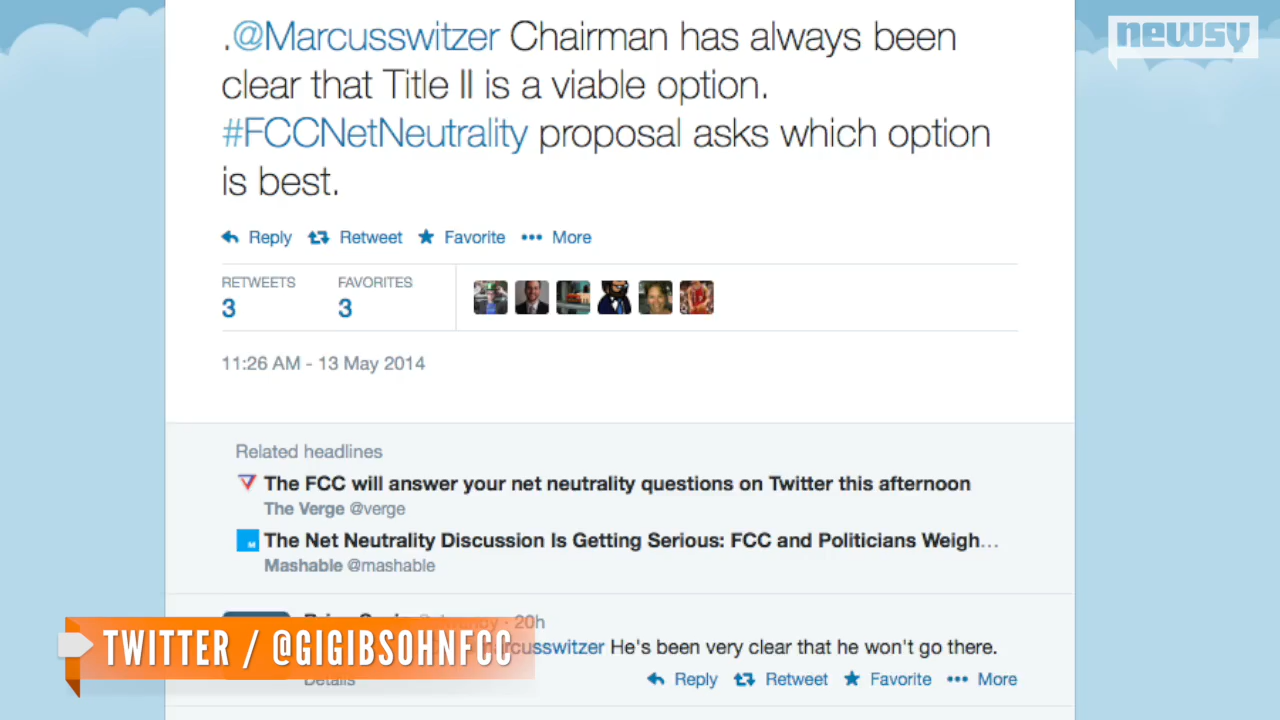 newsy
.@Marcusswitzer Chairman has always been
clear that Title II is a viable option.
#FCCNetNeutrality proposal asks which option
is best.
Reply Retweet Favorite More
RETWEETS FAVORITES
3 3
11:26 AM - 13 May 2014
Related headlines
The FCC will answer your net neutrality questions on Twitter this afternoon
The Verge @verge
The Net Neutrality Discussion Is Getting Serious: FCC and Politicians Weigh...
Mashable @mashable
20h
TWITTER / @GIGIBSOHNFCC
arcusswitzer He's been very clear that he won't go there.
Details Reply Retweet Favorite More